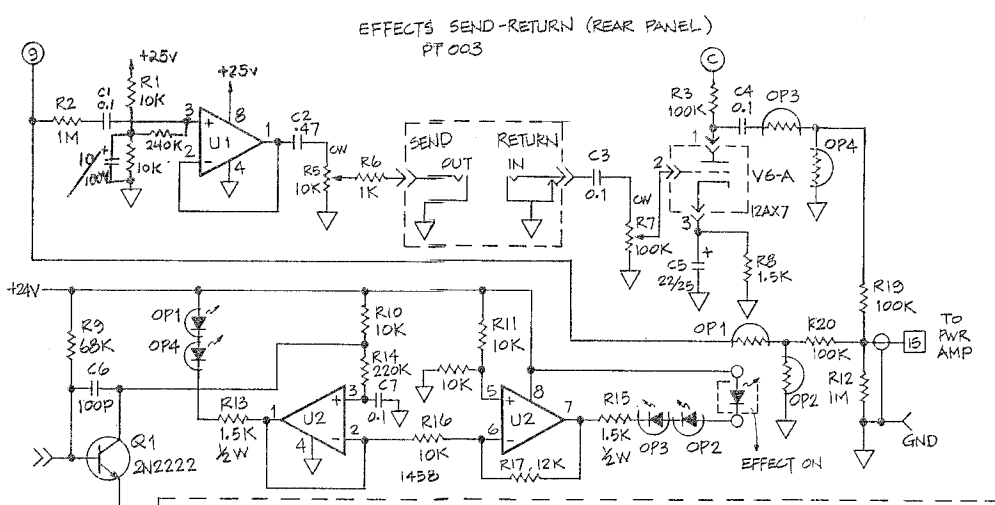 EFFECTS SEND-RETURN (REAR PANEL)
PT003
9
+25V
+25V
R1
10K
R2
1M
C1
0.1
240K
10K
10
100V
+
3
2
+
-
U1
8
4
1
C2
.47
CW
R5
10K
R6
1K
SEND
OUT
RETURN
IN
C3
0.1
CW
R7
100K
C
R3
100K
C4
0.1
OP3
OP4
1
2
3
V6-A
12AX7
+
C5
22/25
R8
1.5K
R19
100K
+24V
R9
68K
C6
100P
Q1
2N2222
OP1
OP4
R13
1.5K
1/2W
R10
10K
R14
220K
C7
0.1
1
U2
3
2
+
-
4
R16
10K
1458
R11
10K
10K
5
6
+
-
U2
8
7
R17, 12K
R15
1.5K
1/2W
OP3
OP2
EFFECT ON
OP1
R20
100K
OP2
R12
1M
15
TO
PWR
AMP
GND